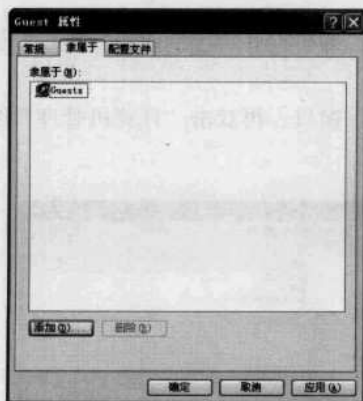 Guest 属性
常规 隶属于 配置文件
隶属于(M):
Guests
添加(D)... 删除(R)
确定 取消 应用(A)